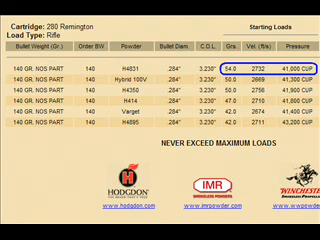 Cartridge: 280 Remington
Load Type: Rifle
Starting Loads
Bullet Weight (Gr.) Order BW Powder Bullet Diam. C.O.L. Grs. Vel. (ft/s) Pressure
140 GR. NOS PART 140 H4831 .284" 3.230" 54.0 2732 41,000 CUP
140 GR. NOS PART 140 Hybrid 100V .284" 3.230" 50.0 2669 41,300 CUP
140 GR. NOS PART 140 H4350 .284" 3.230" 50.0 2756 41,900 CUP
140 GR. NOS PART 140 H414 .284" 3.230" 47.0 2710 41,800 CUP
140 GR. NOS PART 140 Varget .284" 3.230" 42.0 2664 41,000 CUP
140 GR. NOS PART 140 H4895 .284" 3.230" 42.0 2711 43,200 CUP
NEVER EXCEED MAXIMUM LOADS
HODGDON
IMR
SMOKELESS POWDERS
WINCHESTER
www.hodgdon.com www.imrpowder.com www.wwpowder.com